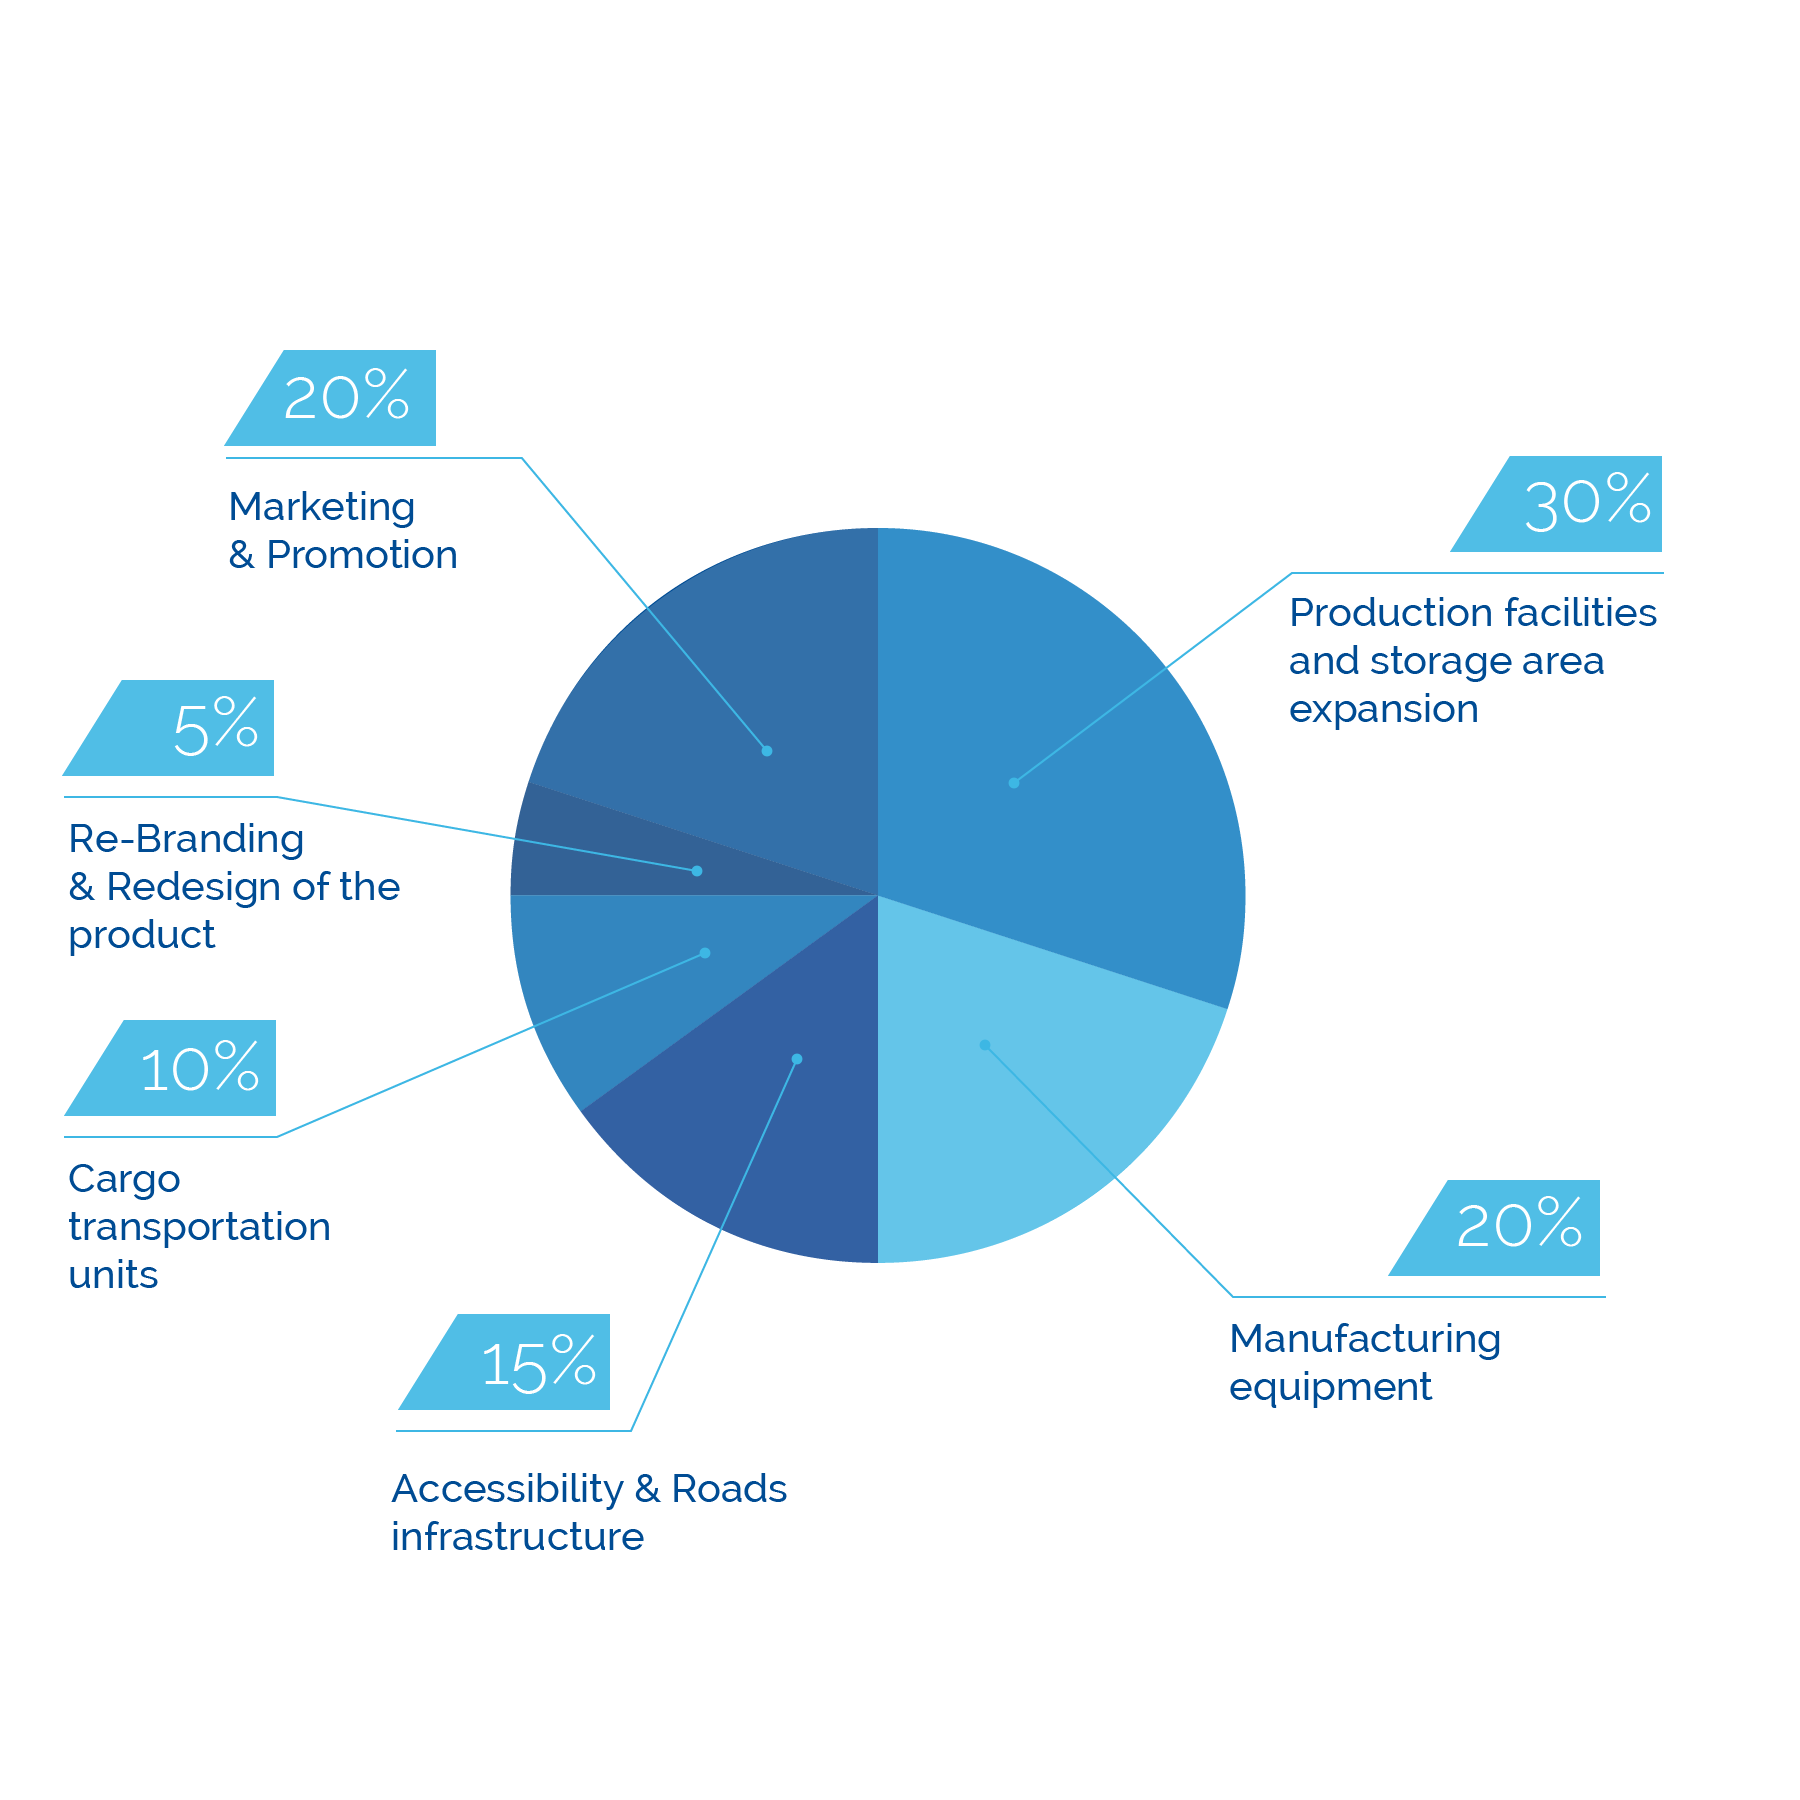 20%
Marketing
& Promotion
30%
Production facilities
and storage area
expansion
5%
Re-Branding
& Redesign of the
product
10%
Cargo
transportation
units
20%
Manufacturing
equipment
15%
Accessibility & Roads
infrastructure